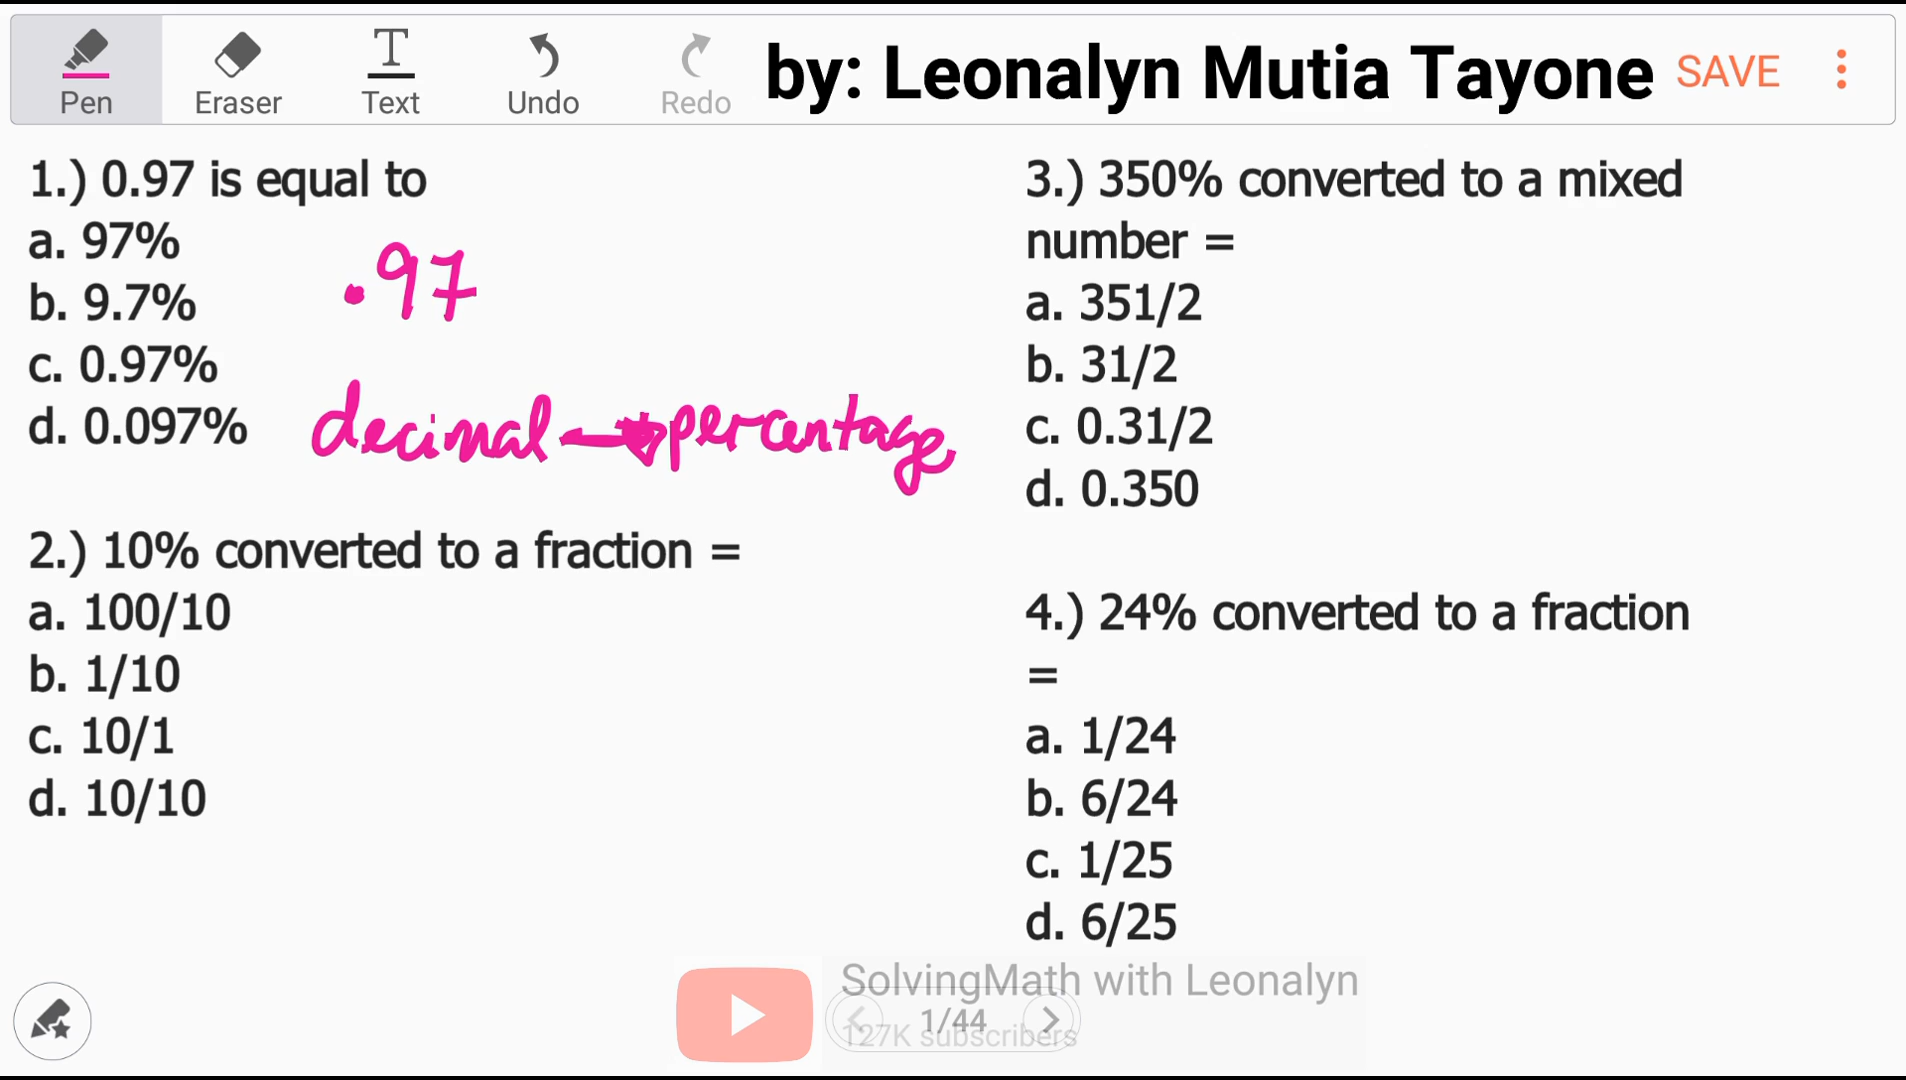 Pen
Eraser
T
Text
Undo
Redo
by: Leonalyn Mutia Tayone
SAVE
1.) 0.97 is equal to
a. 97%
b. 9.7%
c. 0.97%
d. 0.097%
.97
decimal → percentage
2.) 10% converted to a fraction =
a. 100/10
b. 1/10
c. 10/1
d. 10/10
3.) 350% converted to a mixed
number =
a. 351/2
b. 31/2
c. 0.31/2
d. 0.350
4.) 24% converted to a fraction
=
a. 1/24
b. 6/24
c. 1/25
d. 6/25
SolvingMath with Leonalyn
1/44
127K subscribers